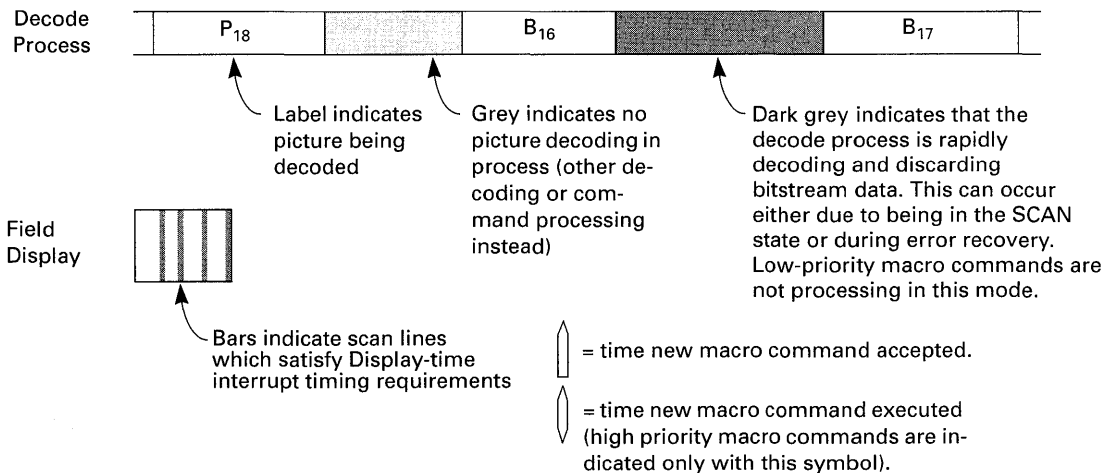 Decode
Process
P18
B16
B17
Label indicates
picture being
decoded
Grey indicates no
picture decoding in
process (other de-
coding or com-
mand processing
instead)
Dark grey indicates that the
decode process is rapidly
decoding and discarding
bitstream data. This can occur
either due to being in the SCAN
state or during error recovery.
Low-priority macro commands are
not processing in this mode.
Field
Display
Bars indicate scan lines
which satisfy Display-time
interrupt timing requirements
= time new macro command accepted.
= time new macro command executed
(high priority macro commands are in-
dicated only with this symbol).